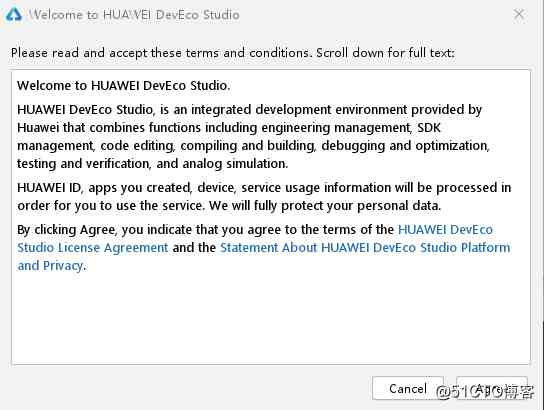 Welcome to HUAWEI DevEco Studio
Please read and accept these terms and conditions. Scroll down for full text:
Welcome to HUAWEI DevEco Studio.
HUAWEI DevEco Studio, is an integrated development environment provided by
Huawei that combines functions including engineering management, SDK
management, code editing, compiling and building, debugging and optimization,
testing and verification, and analog simulation.
HUAWEI ID, apps you created, device, service usage information will be processed in
order for you to use the service. We will fully protect your personal data.
By clicking Agree, you indicate that you agree to the terms of the HUAWEI DevEco
Studio License Agreement and the Statement About HUAWEI DevEco Studio Platform
and Privacy.
Cancel Agree
@51CTO博客